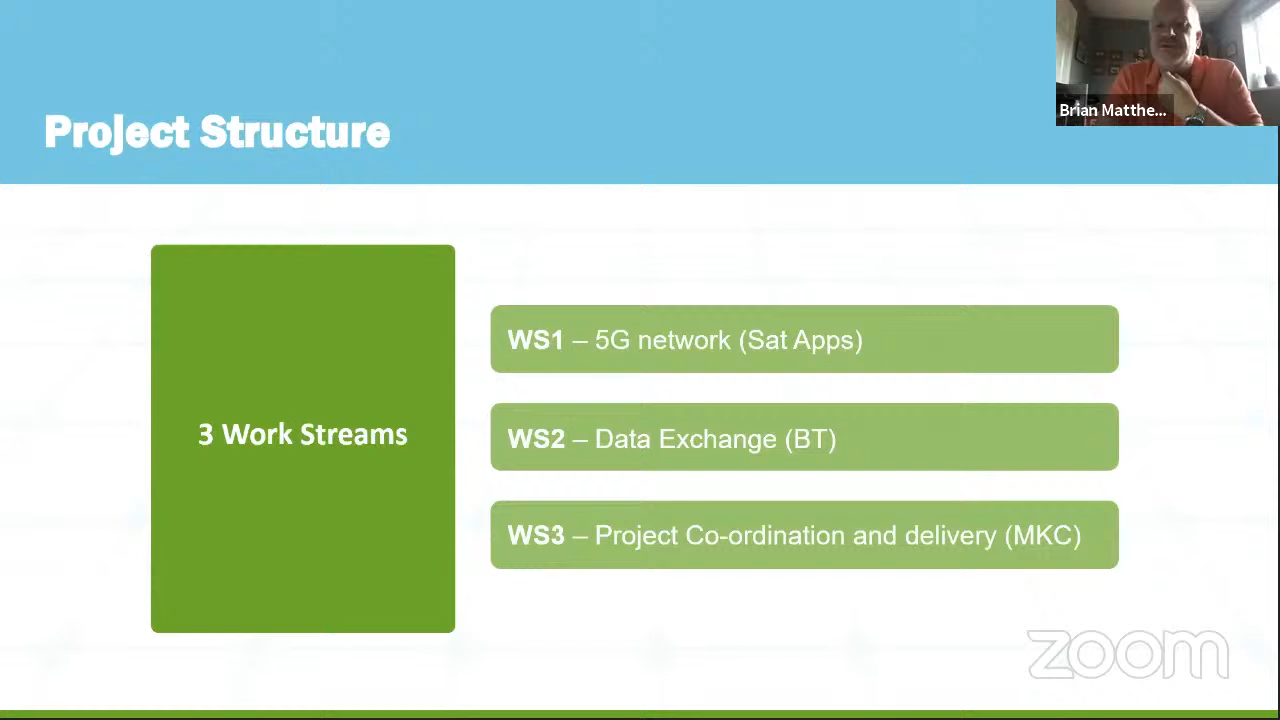 Project Structure
Brian Matthe...
3 Work Streams
WS1 – 5G network (Sat Apps)
WS2 – Data Exchange (BT)
WS3 – Project Co-ordination and delivery (MKC)
zoom